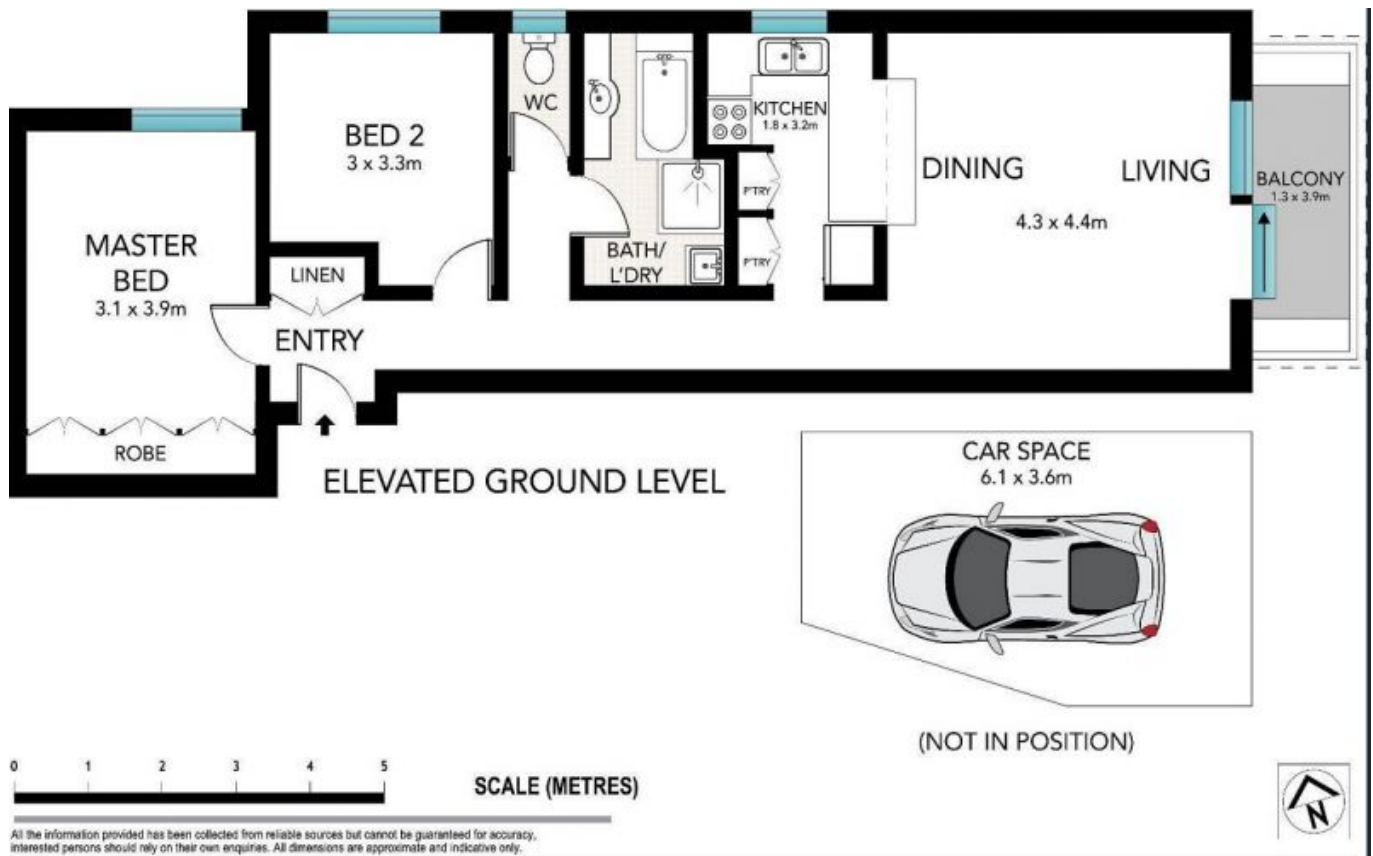 BED 2
3 x 3.3m
WC
KITCHEN
1.8 x 3.2m
P'TRY
P'TRY
BATH/
L'DRY
DINING
LIVING
4.3 x 4.4m
BALCONY
1.3 x 3.9m
MASTER
BED
3.1 x 3.9m
LINEN
ENTRY
ROBE
ELEVATED GROUND LEVEL
CAR SPACE
6.1 x 3.6m
(NOT IN POSITION)
0 1 2 3 4 5
SCALE (METRES)
All the information provided has been collected from reliable sources but cannot be guaranteed for accuracy,
interested persons should rely on their own enquiries. All dimensions are approximate and indicative only.
N